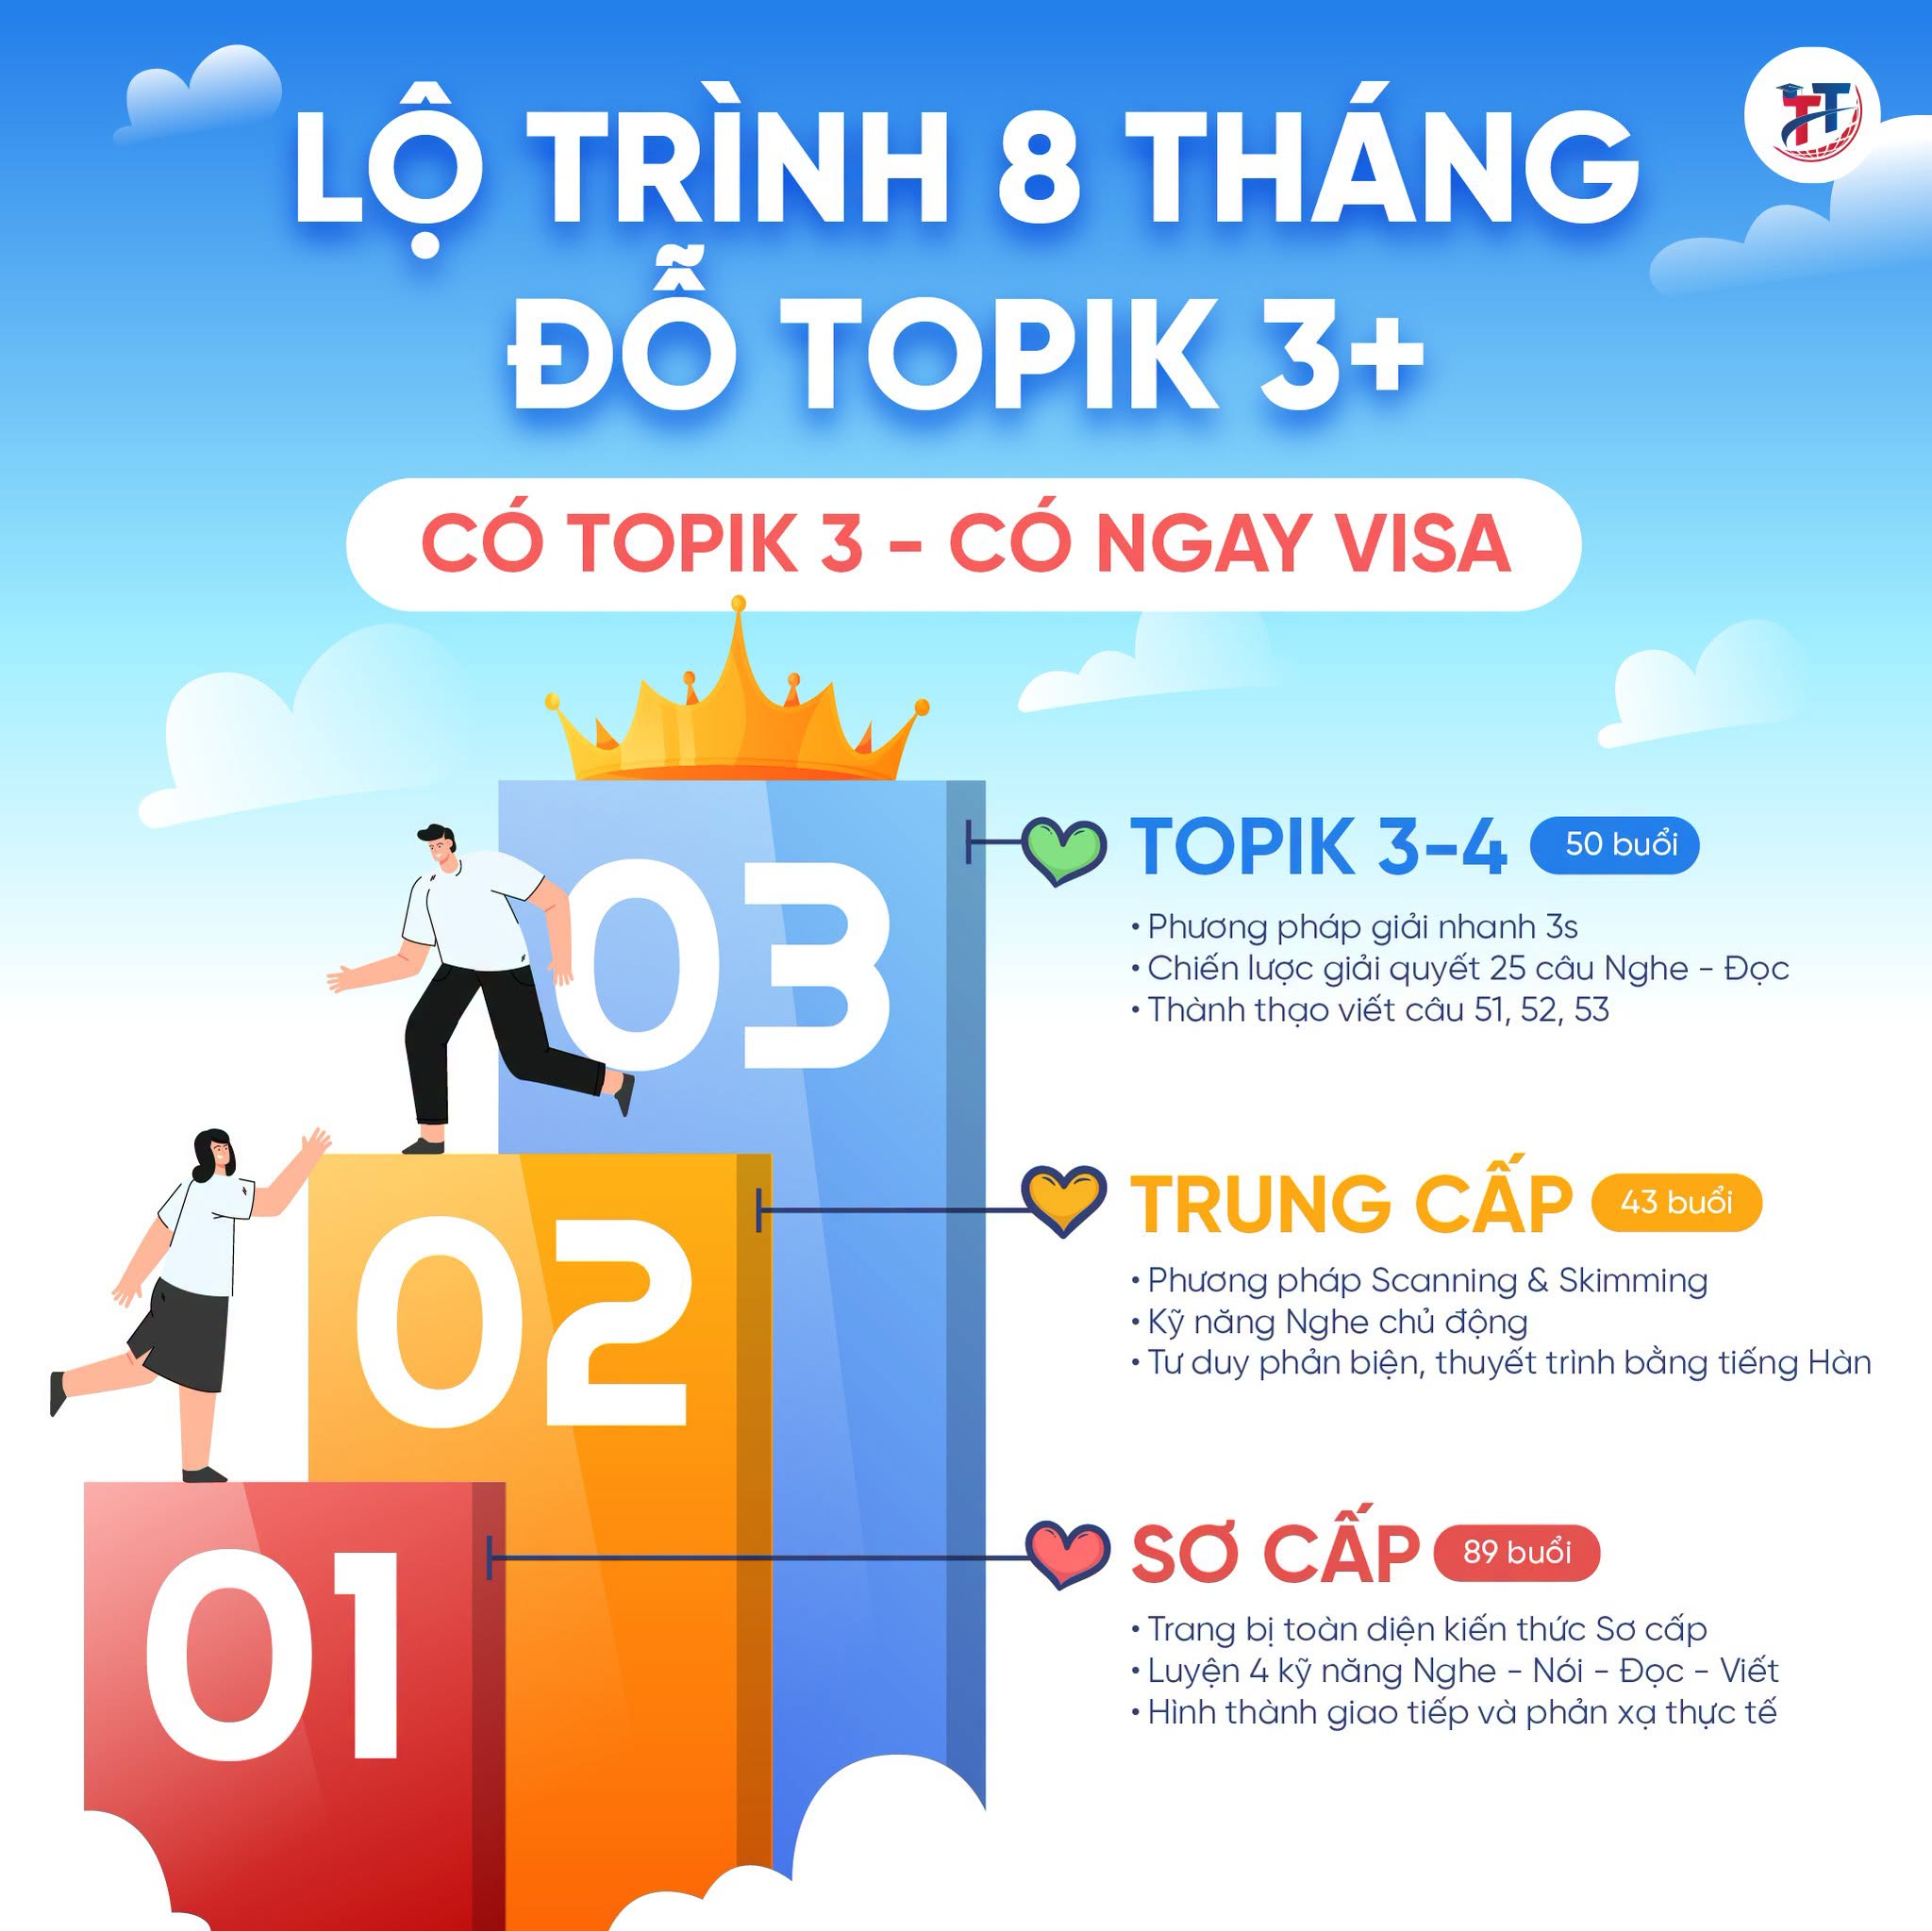 LỘ TRÌNH 8 THÁNG
TT
ĐỖ TOPIK 3+
CÓ TOPIK 3 - CÓ NGAY VISA
03
TOPIK 3-4 50 buổi
• Phương pháp giải nhanh 3s
• Chiến lược giải quyết 25 câu Nghe - Đọc
• Thành thạo viết câu 51, 52, 53
02
TRUNG CẤP 43 buổi
• Phương pháp Scanning & Skimming
• Kỹ năng Nghe chủ động
• Tư duy phản biện, thuyết trình bằng tiếng Hàn
01
SƠ CẤP 89 buổi
• Trang bị toàn diện kiến thức Sơ cấp
• Luyện 4 kỹ năng Nghe - Nói - Đọc - Viết
• Hình thành giao tiếp và phản xạ thực tế